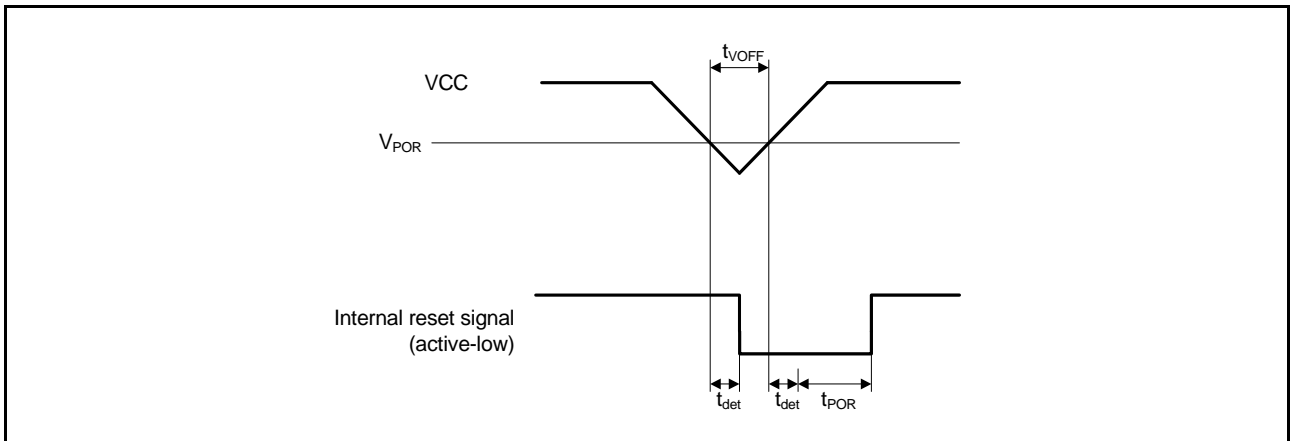 tVOFF
VCC
VPOR
Internal reset signal
(active-low)
tdet
tdet
tPOR